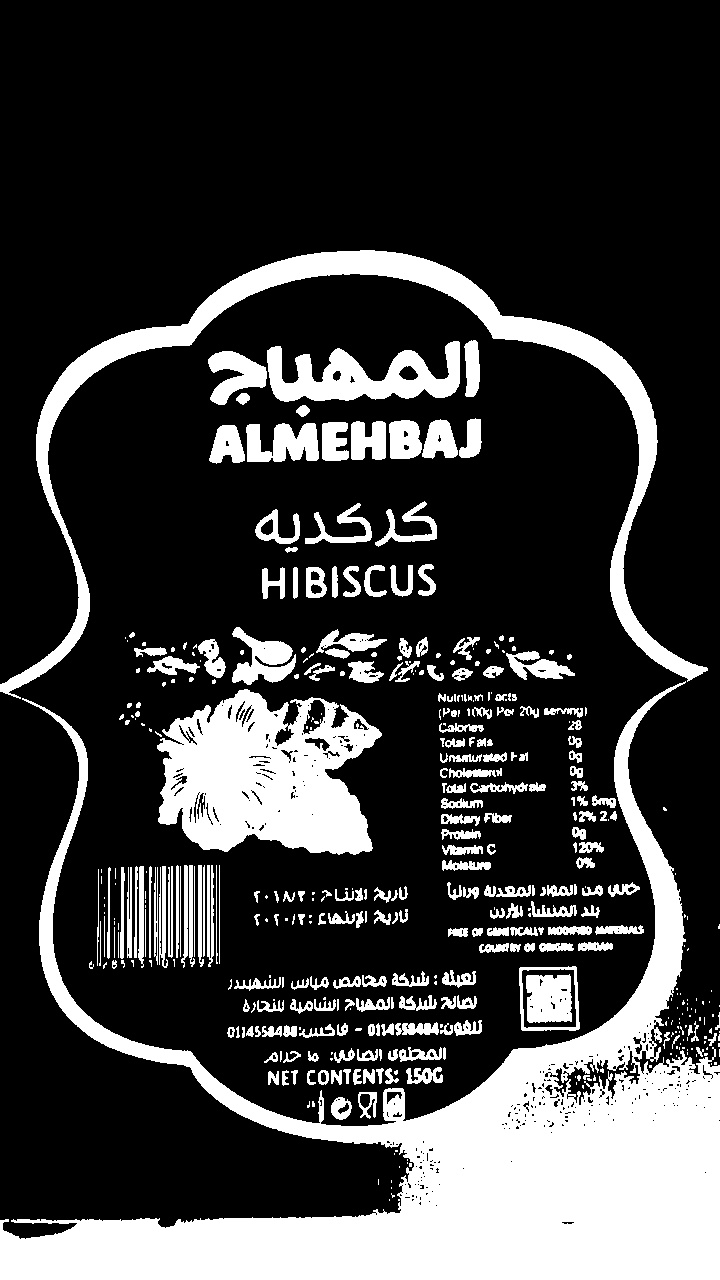 المهباج
ALMEHBAJ
كركديه
HIBISCUS
Nutrition Facts
(Per 100g Per 20g serving)
Calories 28
Total Fats 0g
Unsaturated Fat 0g
Cholesterol 0g
Total Carbohydrate 3%
Sodium 1% 5mg
Dietary Fiber 12% 2.4
Protein 0g
Vitamin C 120%
Moisture 0%
خالي من المواد المعدلة وراثياً
بلد المنشأ: الأردن
FREE OF GENETICALLY MODIFIED MATERIALS
COUNTRY OF ORIGIN: JORDAN
تاريخ الانتاج : ٢٠١٨/٣
تاريخ الإنتهاء : ٢٠٢٠/٣
تعبئة : شركة محامص مياس الشهبندر
لصالح شركة المهباج الشامية للتجارة
تلفون:0114558484 - فاكس:0114558488
المحتوى الصافي: جرام
NET CONTENTS: 150G